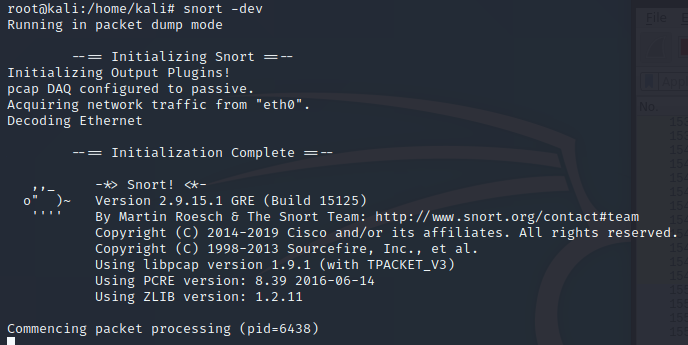 root@kali:/home/kali# snort -dev
Running in packet dump mode
--== Initializing Snort ==--
Initializing Output Plugins!
pcap DAQ configured to passive.
Acquiring network traffic from "eth0".
Decoding Ethernet
--== Initialization Complete ==--
,,_ -*> Snort! <*-
o" )~ Version 2.9.15.1 GRE (Build 15125)
'''' By Martin Roesch & The Snort Team: http://www.snort.org/contact#team
Copyright (C) 2014-2019 Cisco and/or its affiliates. All rights reserved.
Copyright (C) 1998-2013 Sourcefire, Inc., et al.
Using libpcap version 1.9.1 (with TPACKET_V3)
Using PCRE version: 8.39 2016-06-14
Using ZLIB version: 1.2.11
Commencing packet processing (pid=6438)
File
No.